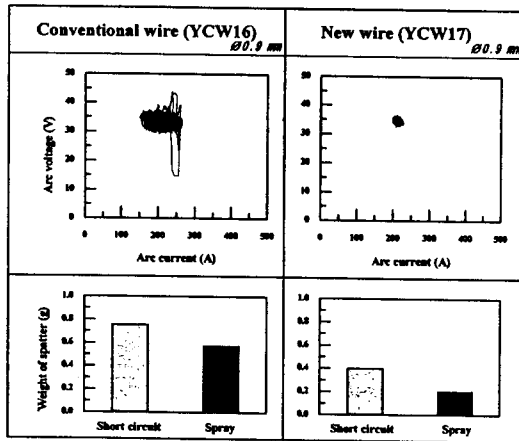 Conventional wire (YCW16)
Ø0.9 mm
New wire (YCW17)
Ø0.9 mm
Arc voltage (V)
50
40
30
20
10
0
0 100 200 300 400 500
Arc current (A)
50
40
30
20
10
0
0 100 200 300 400 500
Arc current (A)
Weight of spatter (g)
1.0
0.8
0.6
0.4
0.2
0.0
Short circuit Spray
1.0
0.8
0.6
0.4
0.2
0.0
Short circuit Spray